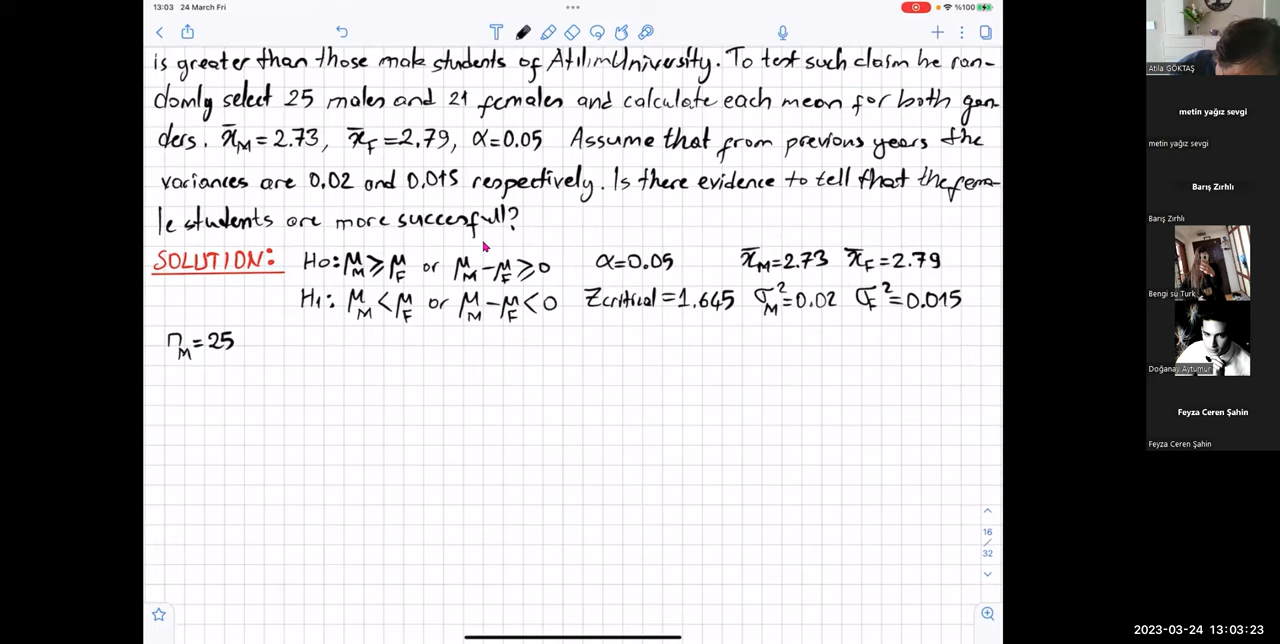 13:03 24 March Fri
%100
is greater than those male students of Atılım University. To test such claim he ran-
domly select 25 males and 21 females and calculate each mean for both gen-
ders. x̄M = 2.73, x̄F = 2.79, α = 0.05 Assume that from previous years the
variances are 0.02 and 0.015 respectively. Is there evidence to tell that the fema-
le students are more succesful?
SOLUTION: H0: μM ≥ μF or μM - μF ≥ 0 α = 0.05 x̄M = 2.73 x̄F = 2.79
H1: μM < μF or μM - μF < 0 Zcritical = 1.645 σM² = 0.02 σF² = 0.015
nM = 25
16
32
Atila GÖKTAŞ
metin yağız sevgi
metin yağız sevgi
Barış Zırhlı
Barış Zırhlı
Bengi su Turk
Doğanay Aytumur
Feyza Ceren Şahin
Feyza Ceren Şahin
2023-03-24 13:03:23